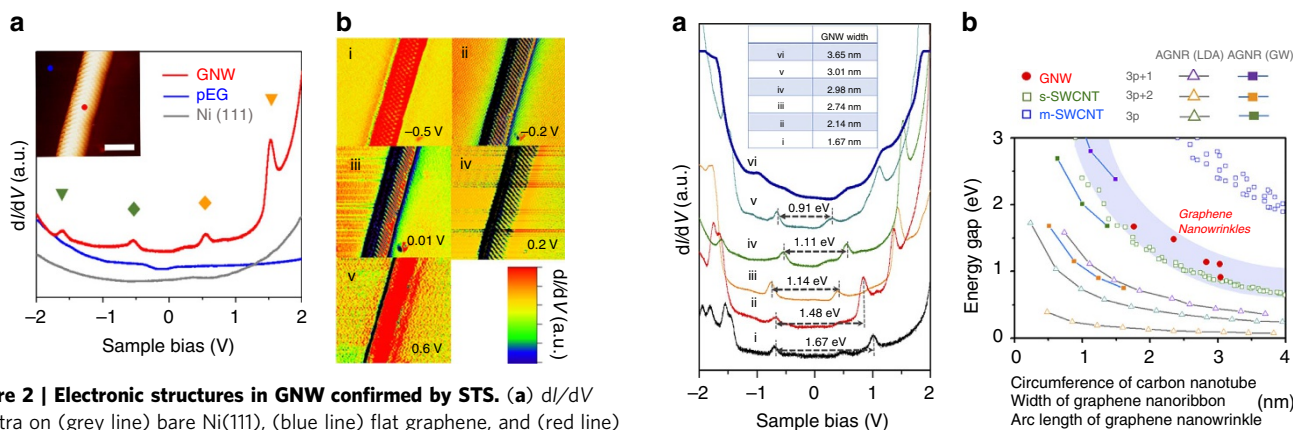 a
GNW
pEG
Ni (111)
dI/dV (a.u.)
−2 −1 0 1 2
Sample bias (V)
b
i
−0.5 V
ii
−0.2 V
iii
0.01 V
iv
0.2 V
v
0.6 V
dI/dV (a.u.)
re 2 | Electronic structures in GNW confirmed by STS. (a) dI/dV
tra on (grey line) bare Ni(111), (blue line) flat graphene, and (red line)
a
GNW width
vi 3.65 nm
v 3.01 nm
iv 2.98 nm
iii 2.74 nm
ii 2.14 nm
i 1.67 nm
dI/dV (a.u.)
vi
v
0.91 eV
iv
1.11 eV
iii
1.14 eV
ii
1.48 eV
i
1.67 eV
−2 −1 0 1 2
Sample bias (V)
b
AGNR (LDA) AGNR (GW)
GNW 3p+1
s-SWCNT 3p+2
m-SWCNT 3p
Energy gap (eV)
3
2
1
0
Graphene
Nanowrinkles
0 1 2 3 4
Circumference of carbon nanotube
Width of graphene nanoribbon (nm)
Arc length of graphene nanowrinkle